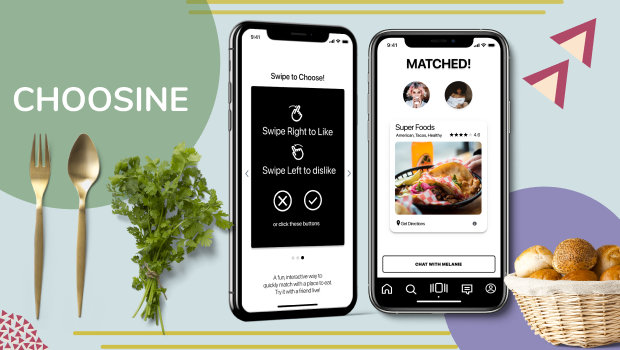 CHOOSINE
9:41
Swipe to Choose!
Swipe Right to Like
Swipe Left to dislike
or click these buttons
A fun, interactive way to
quickly match with a place to eat.
Try it with a friend live!
9:41
MATCHED!
Super Foods
American, Tacos, Healthy
4.6
Get Directions
CHAT WITH MELANIE